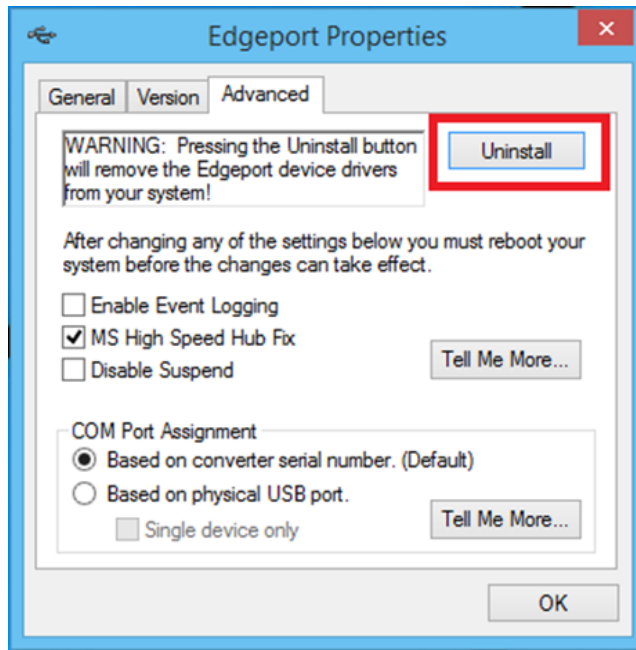 Edgeport Properties
General Version Advanced
WARNING: Pressing the Uninstall button
will remove the Edgeport device drivers
from your system!
Uninstall
After changing any of the settings below you must reboot your
system before the changes can take effect.
Enable Event Logging
MS High Speed Hub Fix
Disable Suspend
Tell Me More...
COM Port Assignment
Based on converter serial number. (Default)
Based on physical USB port.
Single device only
Tell Me More...
OK